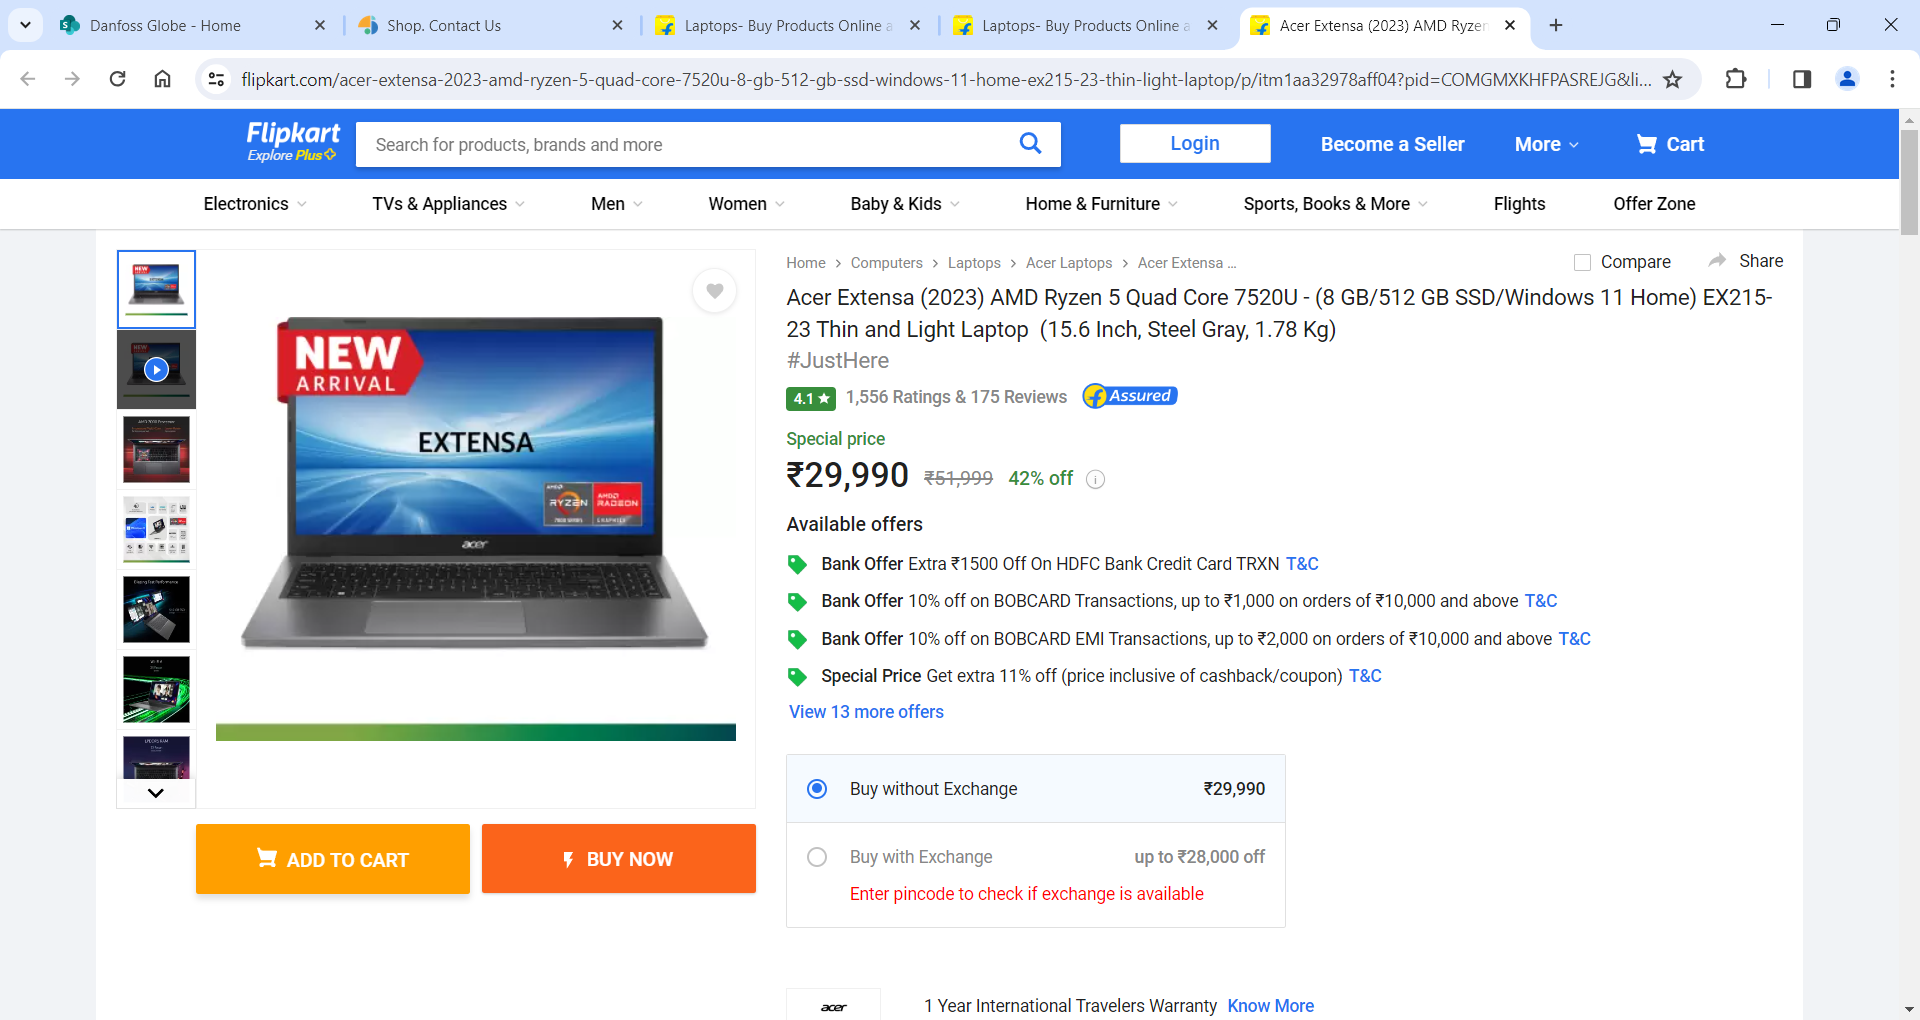 Danfoss Globe - Home
Shop. Contact Us
Laptops- Buy Products Online a
Laptops- Buy Products Online a
Acer Extensa (2023) AMD Ryzen
flipkart.com/acer-extensa-2023-amd-ryzen-5-quad-core-7520u-8-gb-512-gb-ssd-windows-11-home-ex215-23-thin-light-laptop/p/itm1aa32978aff04?pid=COMGMXKHFPASREJG&li...
Flipkart
Explore Plus
Search for products, brands and more
Login
Become a Seller
More
Cart
Electronics
TVs & Appliances
Men
Women
Baby & Kids
Home & Furniture
Sports, Books & More
Flights
Offer Zone
NEW
ARRIVAL
EXTENSA
AMD
RYZEN
7000 SERIES
AMD
RADEON
GRAPHICS
acer
ADD TO CART
BUY NOW
Home > Computers > Laptops > Acer Laptops > Acer Extensa ...
Compare
Share
Acer Extensa (2023) AMD Ryzen 5 Quad Core 7520U - (8 GB/512 GB SSD/Windows 11 Home) EX215-
23 Thin and Light Laptop (15.6 Inch, Steel Gray, 1.78 Kg)
#JustHere
4.1★ 1,556 Ratings & 175 Reviews Assured
Special price
₹29,990 ₹51,999 42% off
Available offers
Bank Offer Extra ₹1500 Off On HDFC Bank Credit Card TRXN T&C
Bank Offer 10% off on BOBCARD Transactions, up to ₹1,000 on orders of ₹10,000 and above T&C
Bank Offer 10% off on BOBCARD EMI Transactions, up to ₹2,000 on orders of ₹10,000 and above T&C
Special Price Get extra 11% off (price inclusive of cashback/coupon) T&C
View 13 more offers
Buy without Exchange ₹29,990
Buy with Exchange up to ₹28,000 off
Enter pincode to check if exchange is available
acer
1 Year International Travelers Warranty Know More